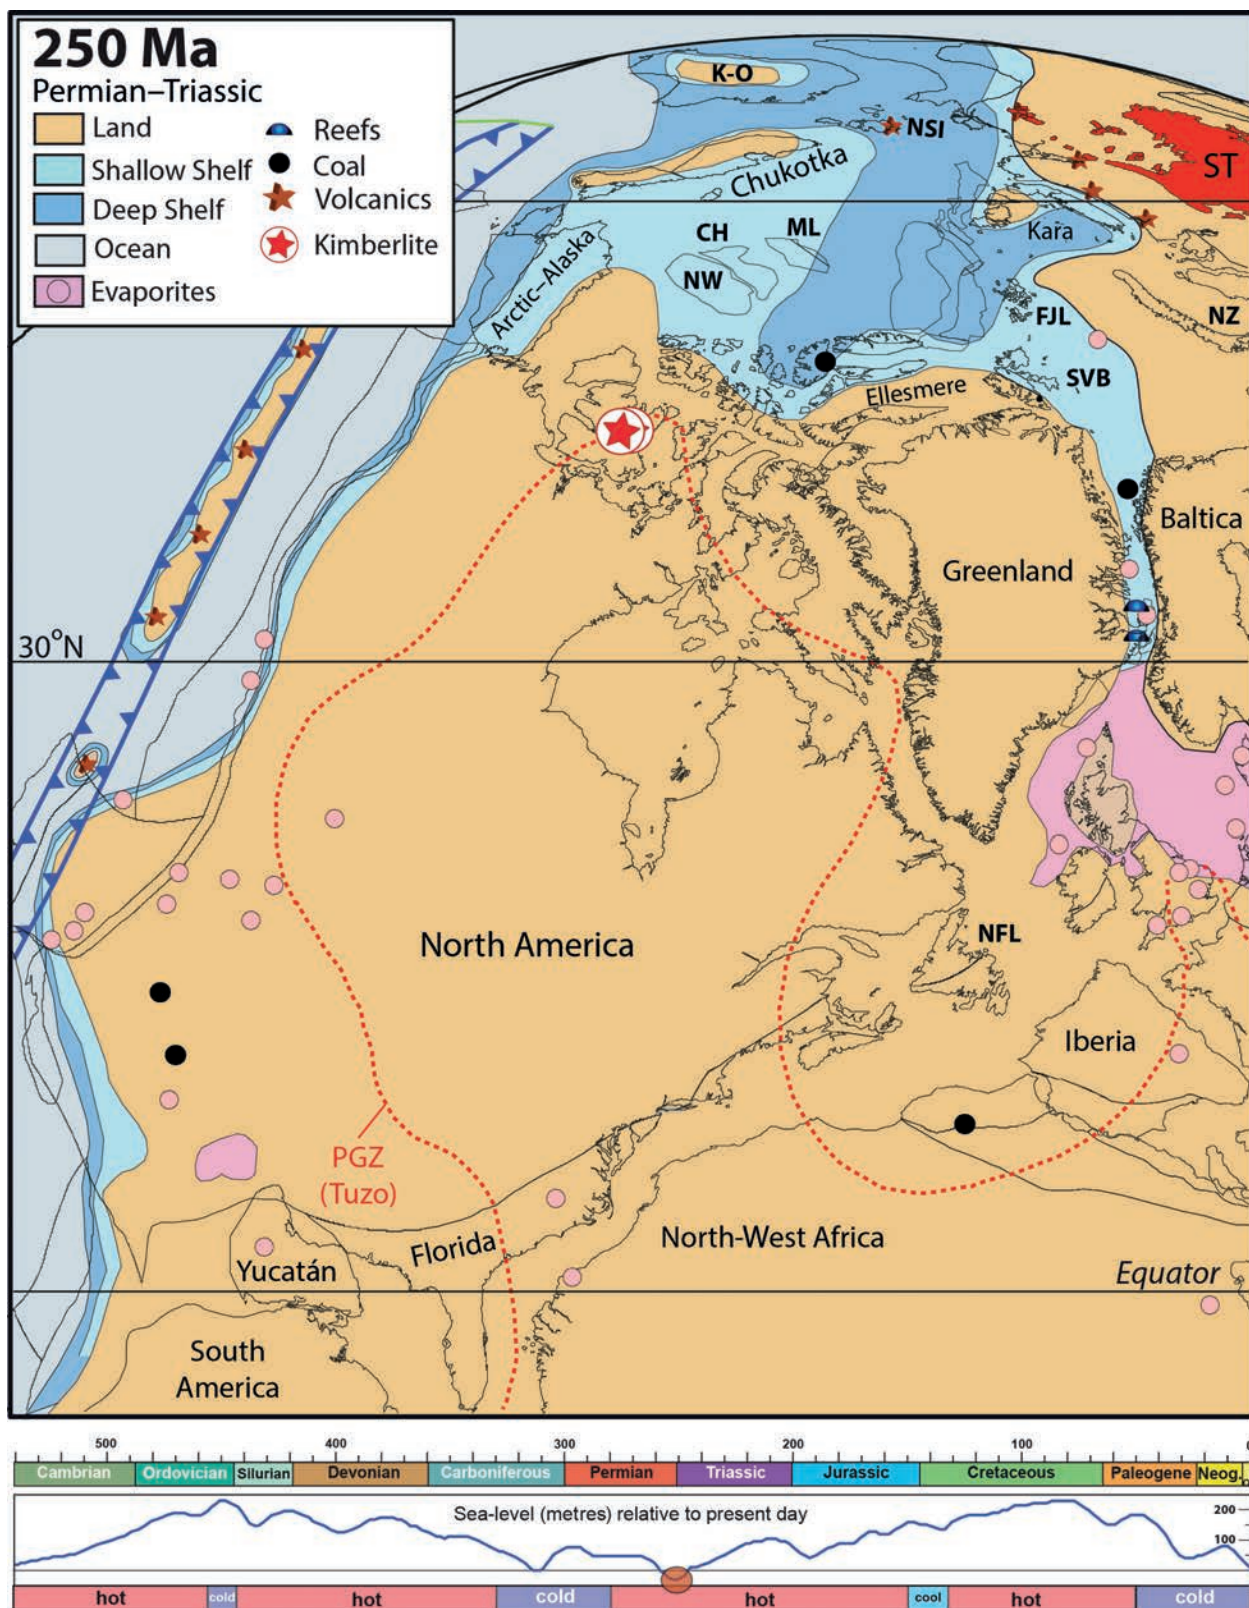 250 Ma
Permian–Triassic
Land
Shallow Shelf
Deep Shelf
Ocean
Evaporites
Reefs
Coal
Volcanics
Kimberlite
K-O
NSI
ST
Chukotka
CH
ML
NW
Kara
Arctic–Alaska
FJL
NZ
SVB
Ellesmere
Baltica
Greenland
30°N
North America
NFL
Iberia
PGZ
(Tuzo)
North-West Africa
Florida
Yucatán
Equator
South
America
500 400 300 200 100 0
Cambrian Ordovician Silurian Devonian Carboniferous Permian Triassic Jurassic Cretaceous Paleogene Neog. Q
Sea-level (metres) relative to present day
200
100
hot cold hot cold hot cool hot cold